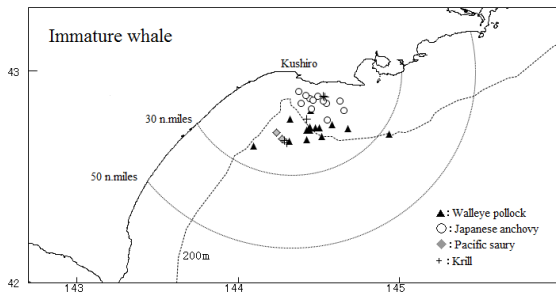 Immature whale
Kushiro
43
30 n.miles
50 n.miles
▲: Walleye pollock
○: Japanese anchovy
◆: Pacific saury
+: Krill
200m
42
143
144
145